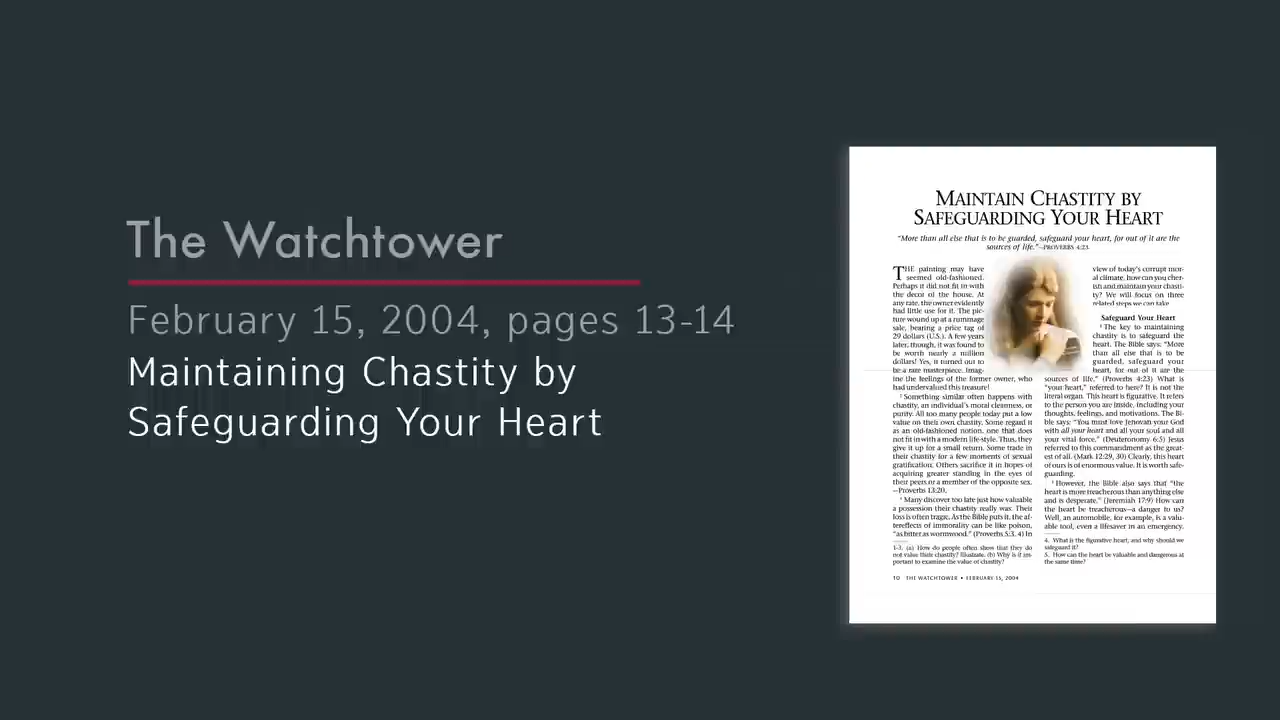 The Watchtower
February 15, 2004, pages 13-14
Maintaining Chastity by
Safeguarding Your Heart
MAINTAIN CHASTITY BY
SAFEGUARDING YOUR HEART
“More than all else that is to be guarded, safeguard your heart, for out of it are the
sources of life.”—PROVERBS 4:23.
THE painting may have
seemed old-fashioned.
Perhaps it did not fit in with
the decor of the house. At
any rate, the owner evidently
had little use for it. The pic-
ture wound up at a rummage
sale, bearing a price tag of
29 dollars (U.S.). A few years
later, though, it was found to
be worth nearly a million
dollars! Yes, it turned out to
be a rare masterpiece. Imag-
ine the feelings of the former owner, who
had undervalued this treasure!
2 Something similar often happens with
chastity, an individual’s moral cleanness, or
purity. All too many people today put a low
value on their own chastity. Some regard it
as an old-fashioned notion, one that does
not fit in with a modern life-style. Thus, they
give it up for a small return. Some trade in
their chastity for a few moments of sexual
gratification. Others sacrifice it in hopes of
acquiring greater standing in the eyes of
their peers or a member of the opposite sex.
—Proverbs 13:20.
3 Many discover too late just how valuable
a possession their chastity really was. Their
loss is often tragic. As the Bible puts it, the af-
tereffects of immorality can be like poison,
“as bitter as wormwood.” (Proverbs 5:3, 4) In
1-3. (a) How do people often show that they do
not value their chastity? Illustrate. (b) Why is it im-
portant to examine the value of chastity?
view of today’s corrupt mor-
al climate, how can you cher-
ish and maintain your chasti-
ty? We will focus on three
related steps we can take.
Safeguard Your Heart
4 The key to maintaining
chastity is to safeguard the
heart. The Bible says: “More
than all else that is to be
guarded, safeguard your
heart, for out of it are the
sources of life.” (Proverbs 4:23) What is
“your heart,” referred to here? It is not the
literal organ. This heart is figurative. It refers
to the person you are inside, including your
thoughts, feelings, and motivations. The Bi-
ble says: “You must love Jehovah your God
with all your heart and all your soul and all
your vital force.” (Deuteronomy 6:5) Jesus
referred to this commandment as the great-
est of all. (Mark 12:29, 30) Clearly, this heart
of ours is of enormous value. It is worth safe-
guarding.
5 However, the Bible also says that “the
heart is more treacherous than anything else
and is desperate.” (Jeremiah 17:9) How can
the heart be treacherous—a danger to us?
Well, an automobile, for example, is a valu-
able tool, even a lifesaver in an emergency.
4. What is the figurative heart, and why should we
safeguard it?
5. How can the heart be valuable and dangerous at
the same time?
10 THE WATCHTOWER • FEBRUARY 15, 2004